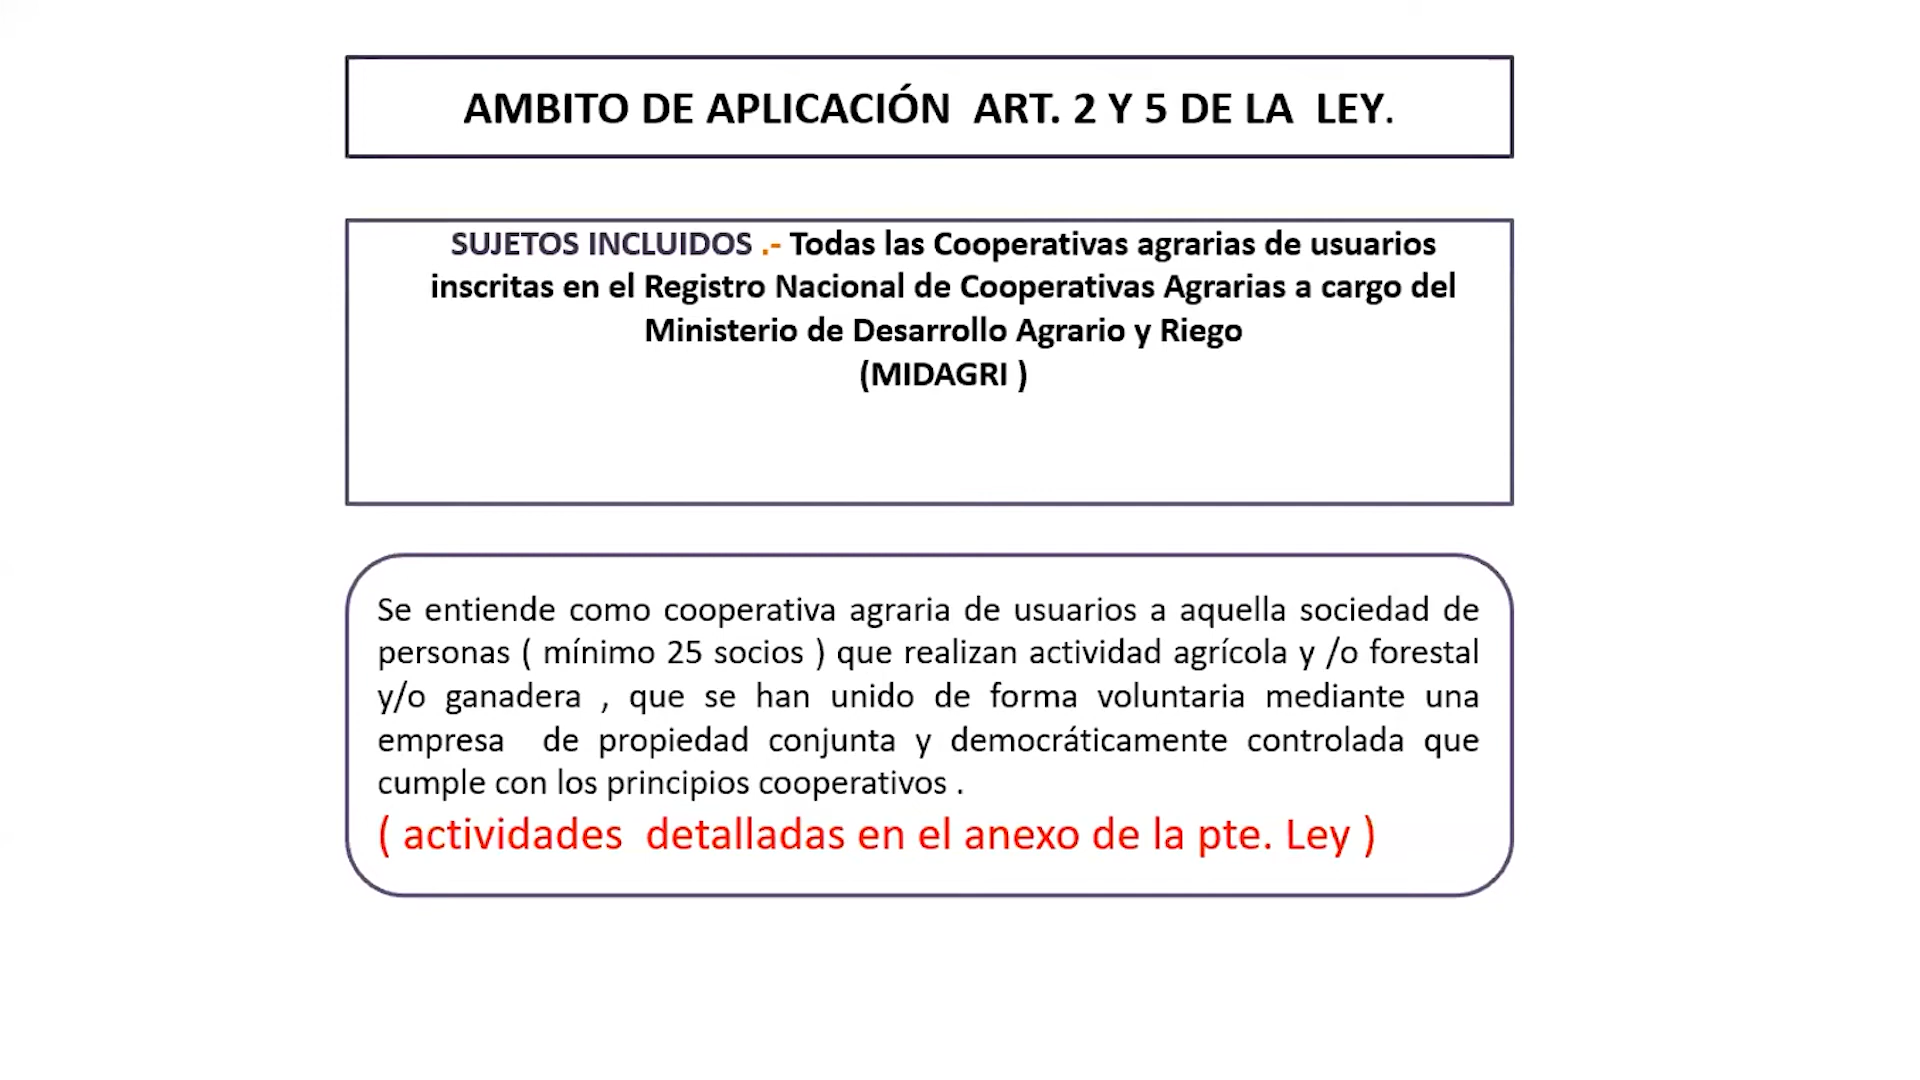 AMBITO DE APLICACIÓN  ART. 2 Y 5 DE LA  LEY.
SUJETOS INCLUIDOS .- Todas las Cooperativas agrarias de usuarios
inscritas en el Registro Nacional de Cooperativas Agrarias a cargo del
Ministerio de Desarrollo Agrario y Riego
(MIDAGRI )
Se entiende como cooperativa agraria de usuarios a aquella sociedad de
personas ( mínimo 25 socios ) que realizan actividad agrícola y /o forestal
y/o ganadera , que se han unido de forma voluntaria mediante una
empresa  de propiedad conjunta y democráticamente controlada que
cumple con los principios cooperativos .
( actividades  detalladas en el anexo de la pte. Ley )